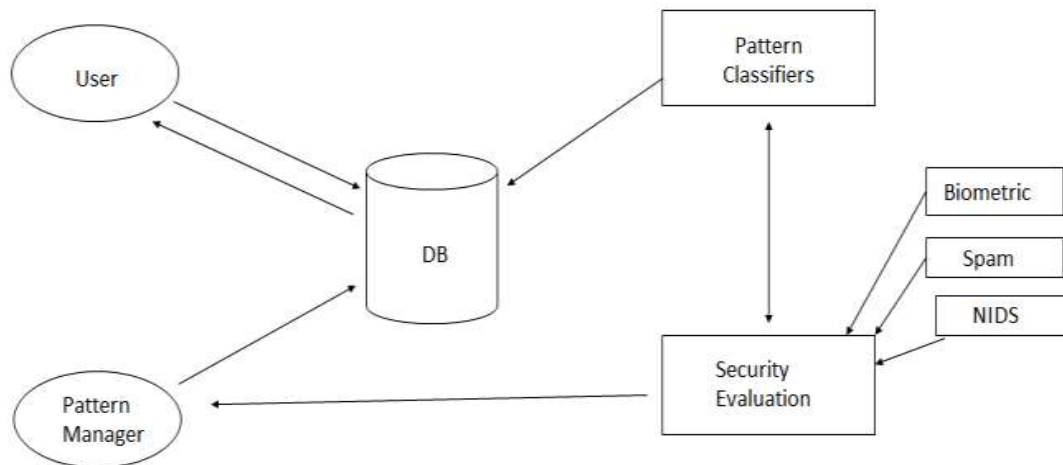 User
Pattern
Classifiers
Biometric
Spam
DB
NIDS
Security
Evaluation
Pattern
Manager